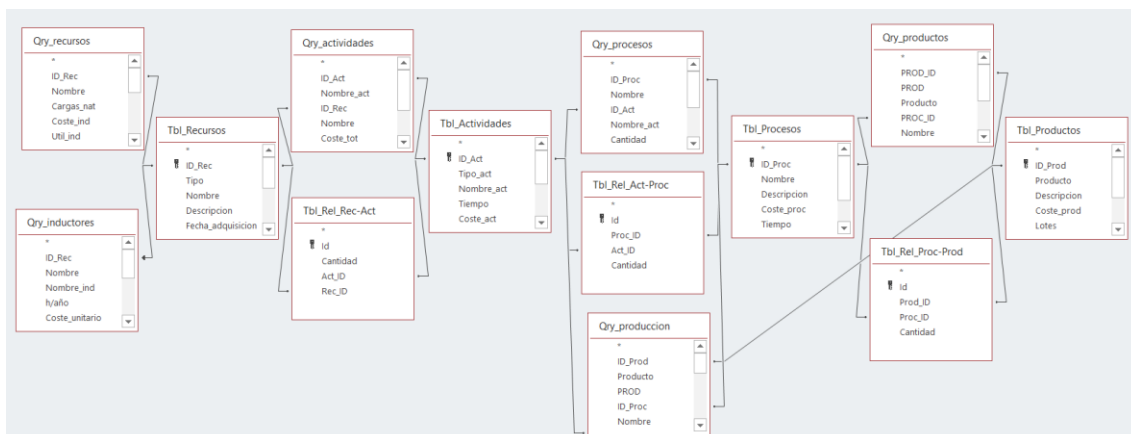 Qry_recursos
*
ID_Rec
Nombre
Cargas_nat
Coste_ind
Util_ind
Qry_inductores
*
ID_Rec
Nombre
Nombre_ind
h/año
Coste_unitario
Tbl_Recursos
*
ID_Rec
Tipo
Nombre
Descripcion
Fecha_adquisicion
Qry_actividades
*
ID_Act
Nombre_act
ID_Rec
Nombre
Coste_tot
Tbl_Rel_Rec-Act
*
Id
Cantidad
Act_ID
Rec_ID
Tbl_Actividades
*
ID_Act
Tipo_act
Nombre_act
Tiempo
Coste_act
Qry_procesos
*
ID_Proc
Nombre
ID_Act
Nombre_act
Cantidad
Tbl_Rel_Act-Proc
*
Id
Proc_ID
Act_ID
Cantidad
Qry_produccion
*
ID_Prod
Producto
PROD
ID_Proc
Nombre
Tbl_Procesos
*
ID_Proc
Nombre
Descripcion
Coste_proc
Tiempo
Qry_productos
*
PROD_ID
PROD
Producto
PROC_ID
Nombre
Tbl_Rel_Proc-Prod
*
Id
Prod_ID
Proc_ID
Cantidad
Tbl_Productos
*
ID_Prod
Producto
Descripcion
Coste_prod
Lotes